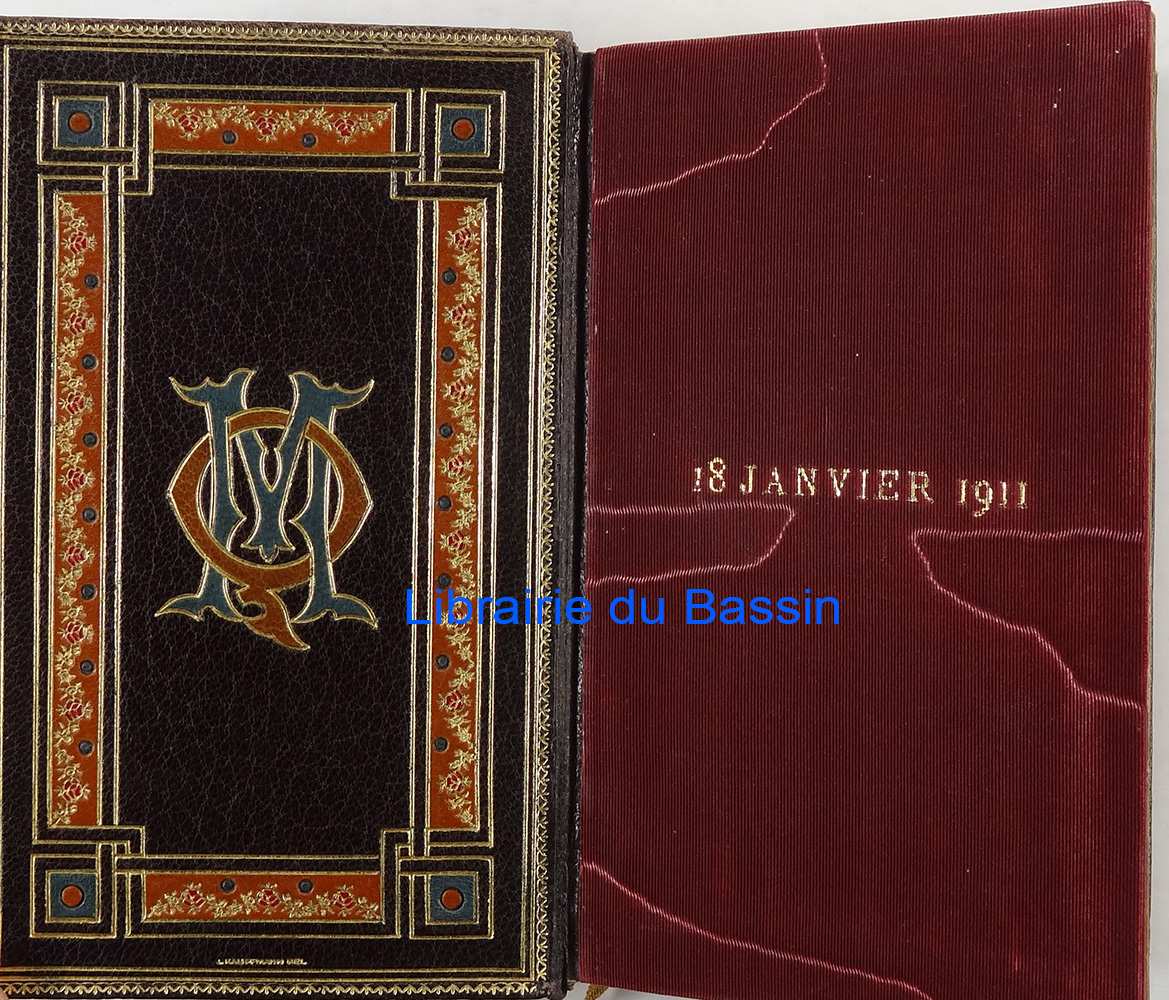 18 JANVIER 1911
Librairie du Bassin